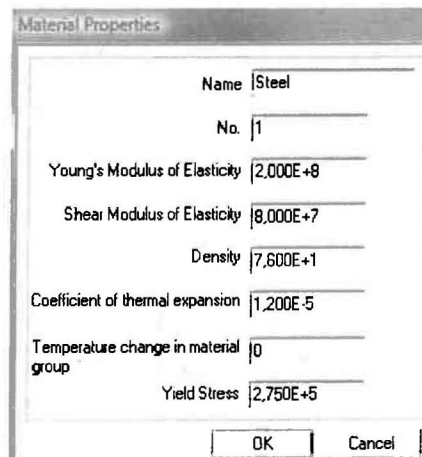 Material Properties
Name Steel
No. 1
Young's Modulus of Elasticity 2,000E+8
Shear Modulus of Elasticity 8,000E+7
Density 7,600E+1
Coefficient of thermal expansion 1,200E-5
Temperature change in material 0
group
Yield Stress 2,750E+5
OK Cancel